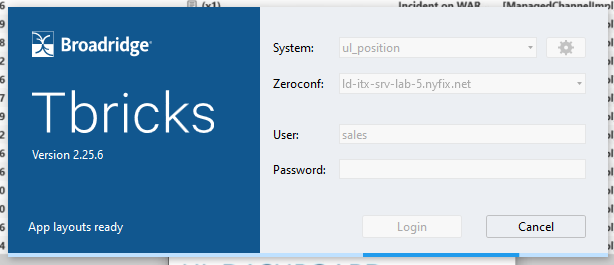 (x1) Incident on WAR [ManagedChannelImpl
Broadridge
Tbricks
Version 2.25.6
App layouts ready
System: ul_position
Zeroconf: ld-itx-srv-lab-5.nyfix.net
User: sales
Password:
Login Cancel